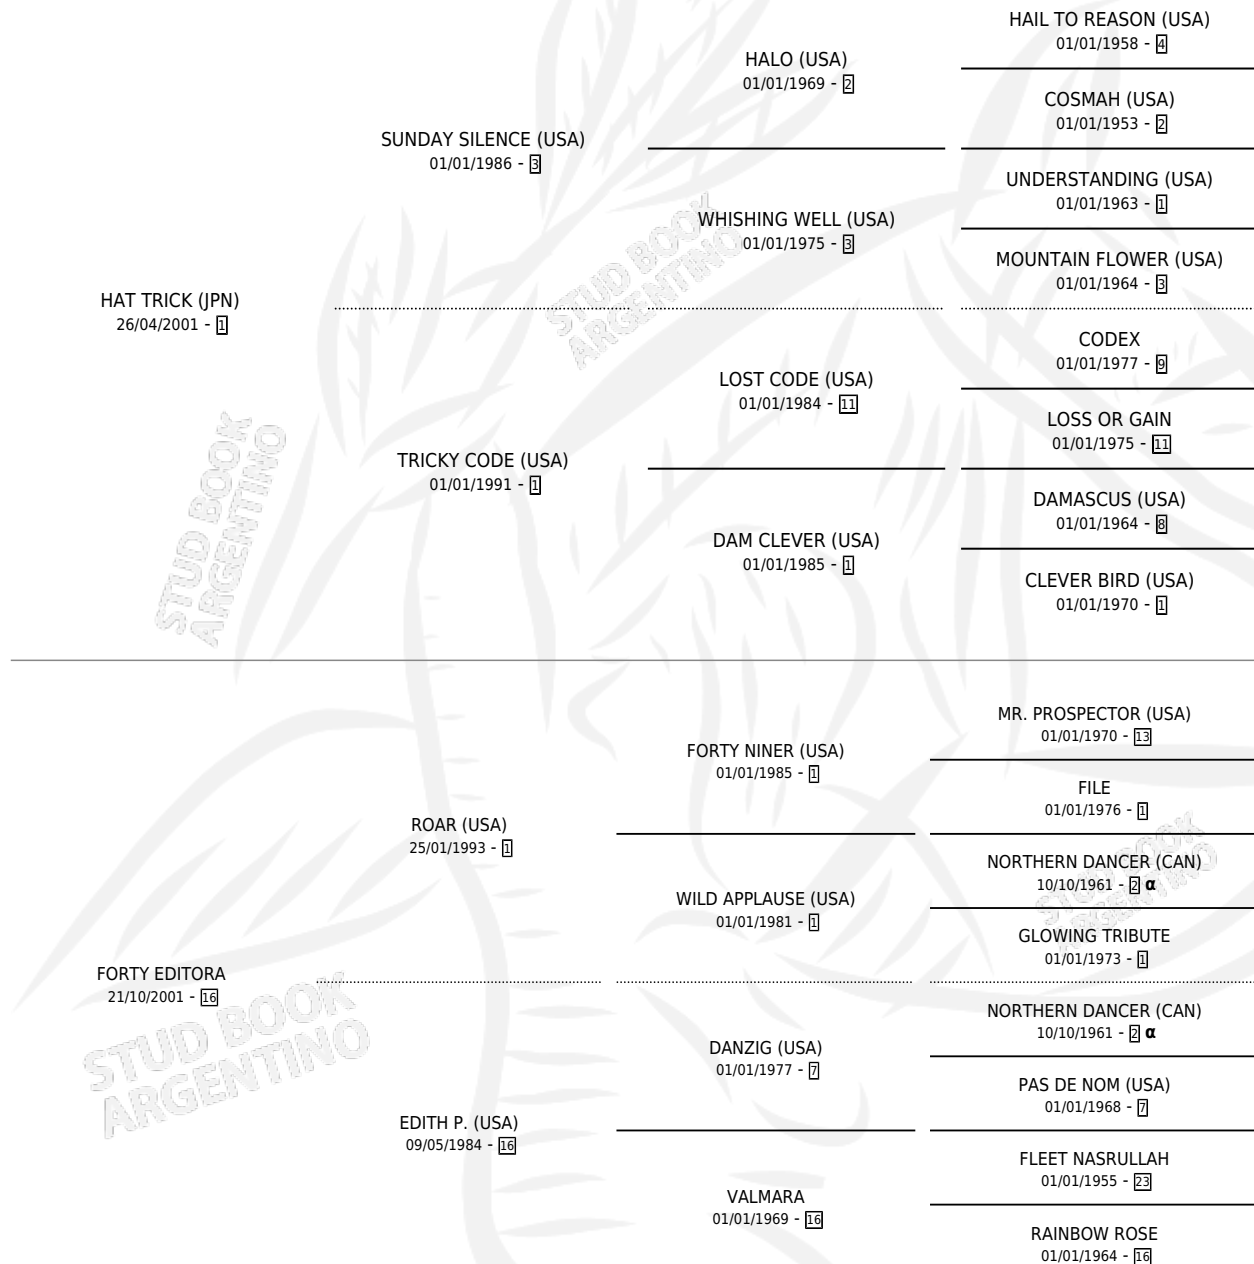 HAIL TO REASON (USA)
01/01/1958 - 4
HALO (USA)
01/01/1969 - 2
COSMAH (USA)
01/01/1953 - 2
SUNDAY SILENCE (USA)
01/01/1986 - 3
UNDERSTANDING (USA)
01/01/1963 - 1
WHISHING WELL (USA)
01/01/1975 - 3
MOUNTAIN FLOWER (USA)
01/01/1964 - 3
HAT TRICK (JPN)
26/04/2001 - 1
CODEX
01/01/1977 - 9
LOST CODE (USA)
01/01/1984 - 11
LOSS OR GAIN
01/01/1975 - 11
TRICKY CODE (USA)
01/01/1991 - 1
DAMASCUS (USA)
01/01/1964 - 8
DAM CLEVER (USA)
01/01/1985 - 1
CLEVER BIRD (USA)
01/01/1970 - 1
MR. PROSPECTOR (USA)
01/01/1970 - 13
FORTY NINER (USA)
01/01/1985 - 1
FILE
01/01/1976 - 1
ROAR (USA)
25/01/1993 - 1
NORTHERN DANCER (CAN)
10/10/1961 - 2 α
WILD APPLAUSE (USA)
01/01/1981 - 1
GLOWING TRIBUTE
01/01/1973 - 1
FORTY EDITORA
21/10/2001 - 16
NORTHERN DANCER (CAN)
10/10/1961 - 2 α
DANZIG (USA)
01/01/1977 - 7
PAS DE NOM (USA)
01/01/1968 - 7
EDITH P. (USA)
09/05/1984 - 16
FLEET NASRULLAH
01/01/1955 - 23
VALMARA
01/01/1969 - 16
RAINBOW ROSE
01/01/1964 - 16
STUD BOOK
ARGENTINO
STUD BOOK
ARGENTINO
STUD BOOK
ARGENTINO
STUD BOOK
ARGENTINO